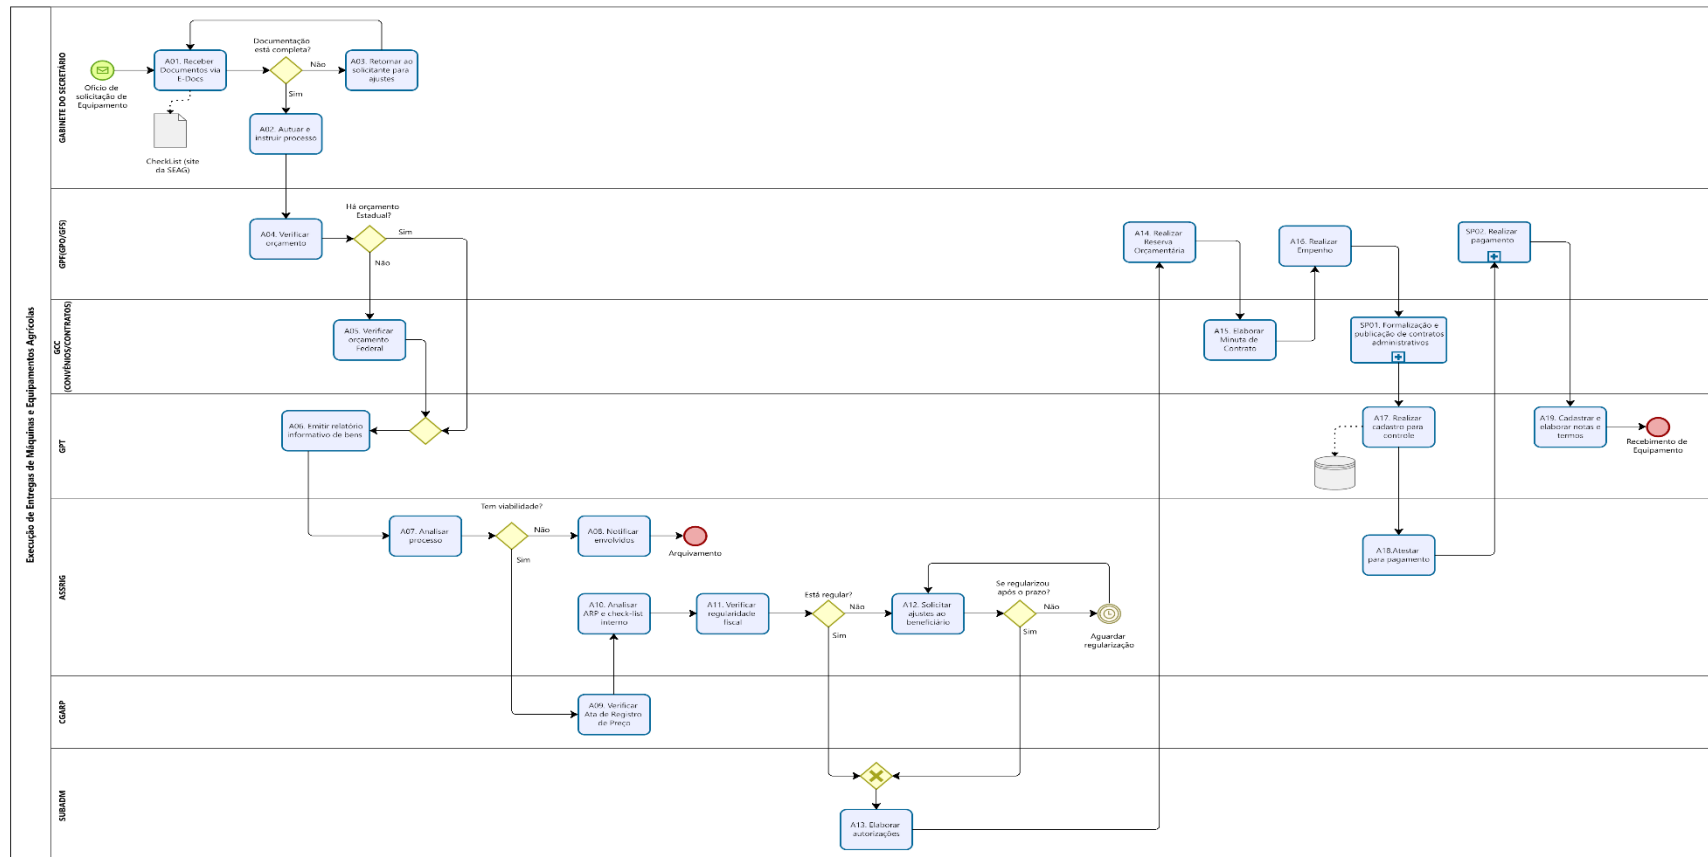 Execução de Entregas de Máquinas e Equipamentos Agrícolas
GABINETE DO SECRETÁRIO
Ofício de
solicitação de
Equipamento
A01. Receber
Documentos via
E-Docs
CheckList (site
da SEAG)
Documentação
está completa?
Não
Sim
A03. Retornar ao
solicitante para
ajustes
A02. Autuar e
instruir processo
GPF(GPO/GFS)
A04. Verificar
orçamento
Há orçamento
Estadual?
Sim
Não
A14. Realizar
Reserva
Orçamentária
A16. Realizar
Empenho
SP02. Realizar
pagamento
GCC
(CONVÊNIOS/CONTRATOS)
A05. Verificar
orçamento
Federal
A15. Elaborar
Minuta de
Contrato
SP01. Formalização e
publicação de contratos
administrativos
GPT
A06. Emitir relatório
informativo de bens
A17. Realizar
cadastro para
controle
A19. Cadastrar e
elaborar notas e
termos
Recebimento de
Equipamento
ASSRIG
A07. Analisar
processo
Tem viabilidade?
Não
Sim
A08. Notificar
envolvidos
Arquivamento
A10. Analisar
ARP e check-list
interno
A11. Verificar
regularidade
fiscal
Está regular?
Não
Sim
A12. Solicitar
ajustes ao
beneficiário
Se regularizou
após o prazo?
Não
Sim
Aguardar
regularização
A18.Atestar
para pagamento
CGARP
A09. Verificar
Ata de Registro
de Preço
SUBADM
A13. Elaborar
autorizações